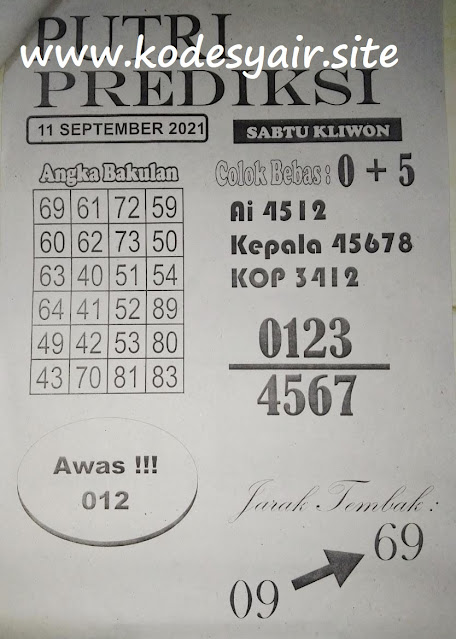 PUTRI
www.kodesyair.site
PREDIKSI
11 SEPTEMBER 2021
SABTU KLIWON
Angka Bakulan
69 61 72 59
60 62 73 50
63 40 51 54
64 41 52 89
49 42 53 80
43 70 81 83
Colok Bebas : 0 + 5
Ai 4512
Kepala 45678
KOP 3412
0123
4567
Awas !!!
012
Jarak Tembak :
69
09